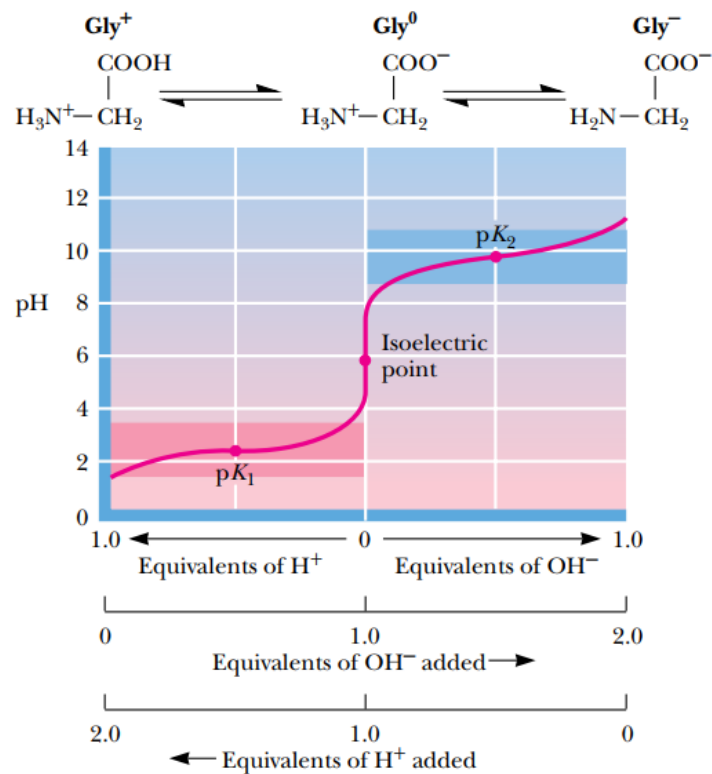 Gly⁺ Gly⁰ Gly⁻
COOH COO⁻ COO⁻
H₃N⁺—CH₂ H₃N⁺—CH₂ H₂N—CH₂
14
12
10
pK₂
pH
8
Isoelectric
point
6
4
2
pK₁
0
1.0 0 1.0
Equivalents of H⁺ Equivalents of OH⁻
0 1.0 2.0
Equivalents of OH⁻ added
2.0 1.0 0
Equivalents of H⁺ added